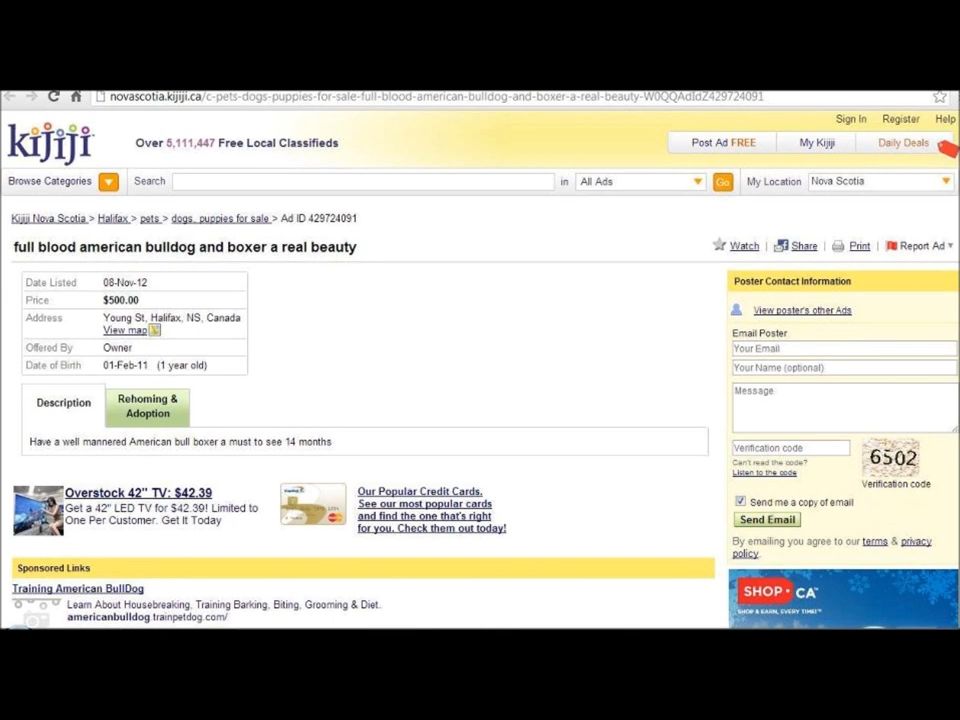 novascotia.kijiji.ca/c-pets-dogs-puppies-for-sale-full-blood-american-bulldog-and-boxer-a-real-beauty-W0QQAdIdZ429724091
Sign In Register Help
kijiji
Over 5,111,447 Free Local Classifieds
Post Ad FREE My Kijiji Daily Deals
Browse Categories Search in All Ads Go My Location Nova Scotia
Kijiji Nova Scotia > Halifax > pets > dogs, puppies for sale > Ad ID 429724091
full blood american bulldog and boxer a real beauty
Watch | Share | Print | Report Ad
Date Listed 08-Nov-12
Price $500.00
Address Young St, Halifax, NS, Canada
View map
Offered By Owner
Date of Birth 01-Feb-11 (1 year old)
Description
Rehoming &
Adoption
Have a well mannered American bull boxer a must to see 14 months
Poster Contact Information
View poster's other Ads
Email Poster
Your Email
Your Name (optional)
Message
Verification code
Can't read the code?
Listen to the code
6502
Verification code
Send me a copy of email
Send Email
By emailing you agree to our terms & privacy
policy.
Overstock 42" TV: $42.39
Get a 42" LED TV for $42.39! Limited to
One Per Customer. Get It Today
Our Popular Credit Cards.
See our most popular cards
and find the one that's right
for you. Check them out today!
Sponsored Links
Training American BullDog
Learn About Housebreaking, Training Barking, Biting, Grooming & Diet.
americanbulldog.trainpetdog.com/
SHOP.CA
SHOP & EARN, EVERY TIME!